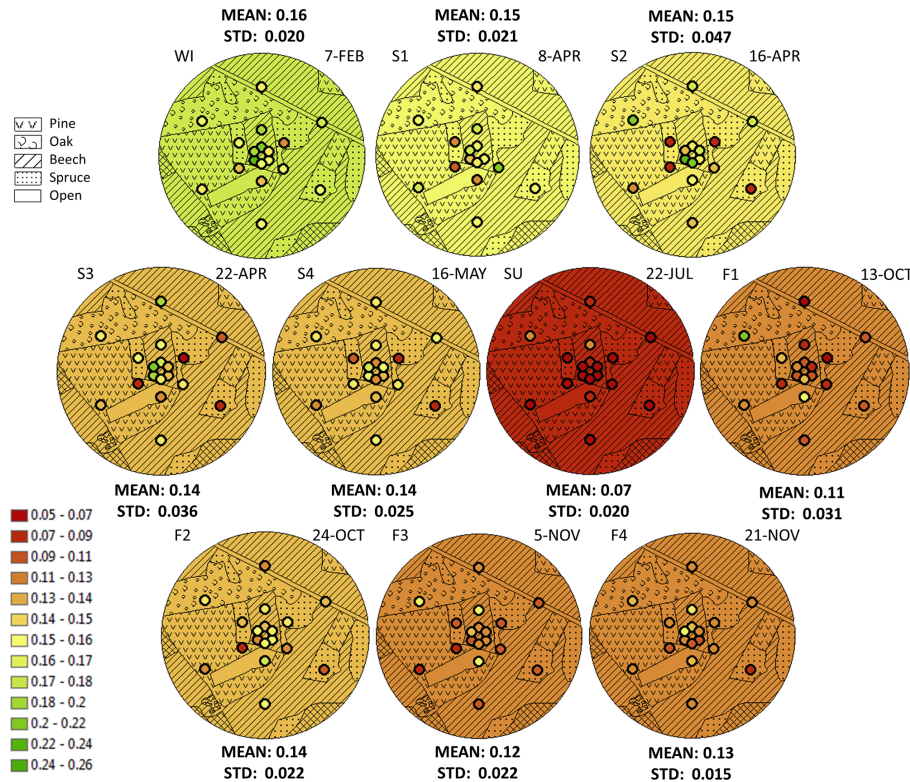 MEAN: 0.16
STD: 0.020
MEAN: 0.15
STD: 0.021
MEAN: 0.15
STD: 0.047
WI 7-FEB
S1 8-APR
S2 16-APR
Pine
Oak
Beech
Spruce
Open
S3 22-APR
S4 16-MAY
SU 22-JUL
F1 13-OCT
MEAN: 0.14
STD: 0.036
MEAN: 0.14
STD: 0.025
MEAN: 0.07
STD: 0.020
MEAN: 0.11
STD: 0.031
0.05 - 0.07
0.07 - 0.09
0.09 - 0.11
0.11 - 0.13
0.13 - 0.14
0.14 - 0.15
0.15 - 0.16
0.16 - 0.17
0.17 - 0.18
0.18 - 0.2
0.2 - 0.22
0.22 - 0.24
0.24 - 0.26
F2 24-OCT
F3 5-NOV
F4 21-NOV
MEAN: 0.14
STD: 0.022
MEAN: 0.12
STD: 0.022
MEAN: 0.13
STD: 0.015